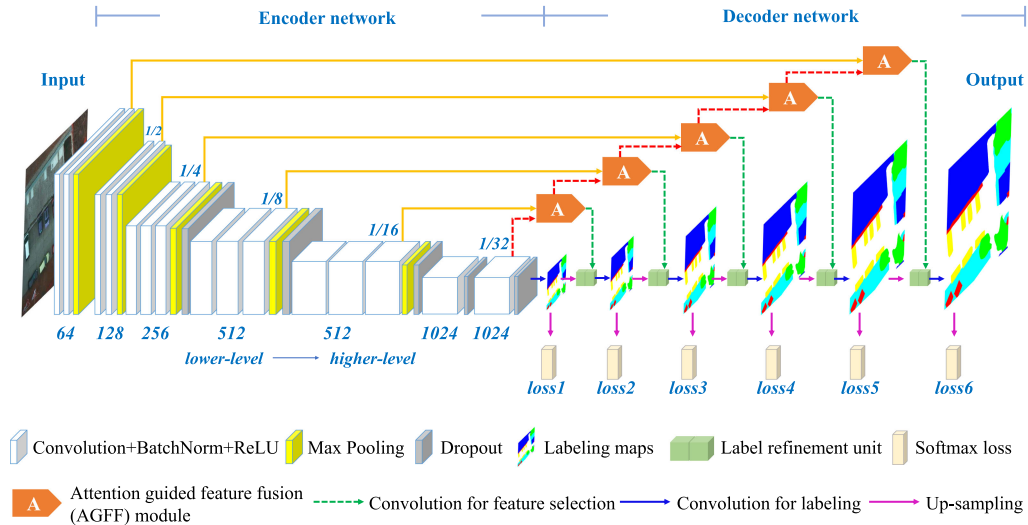 Encoder network
Decoder network
Input
Output
A
A
A
A
A
1/2
1/4
1/8
1/16
1/32
64
128
256
512
512
1024
1024
lower-level
higher-level
loss1
loss2
loss3
loss4
loss5
loss6
Convolution+BatchNorm+ReLU
Max Pooling
Dropout
Labeling maps
Label refinement unit
Softmax loss
A
Attention guided feature fusion
(AGFF) module
Convolution for feature selection
Convolution for labeling
Up-sampling